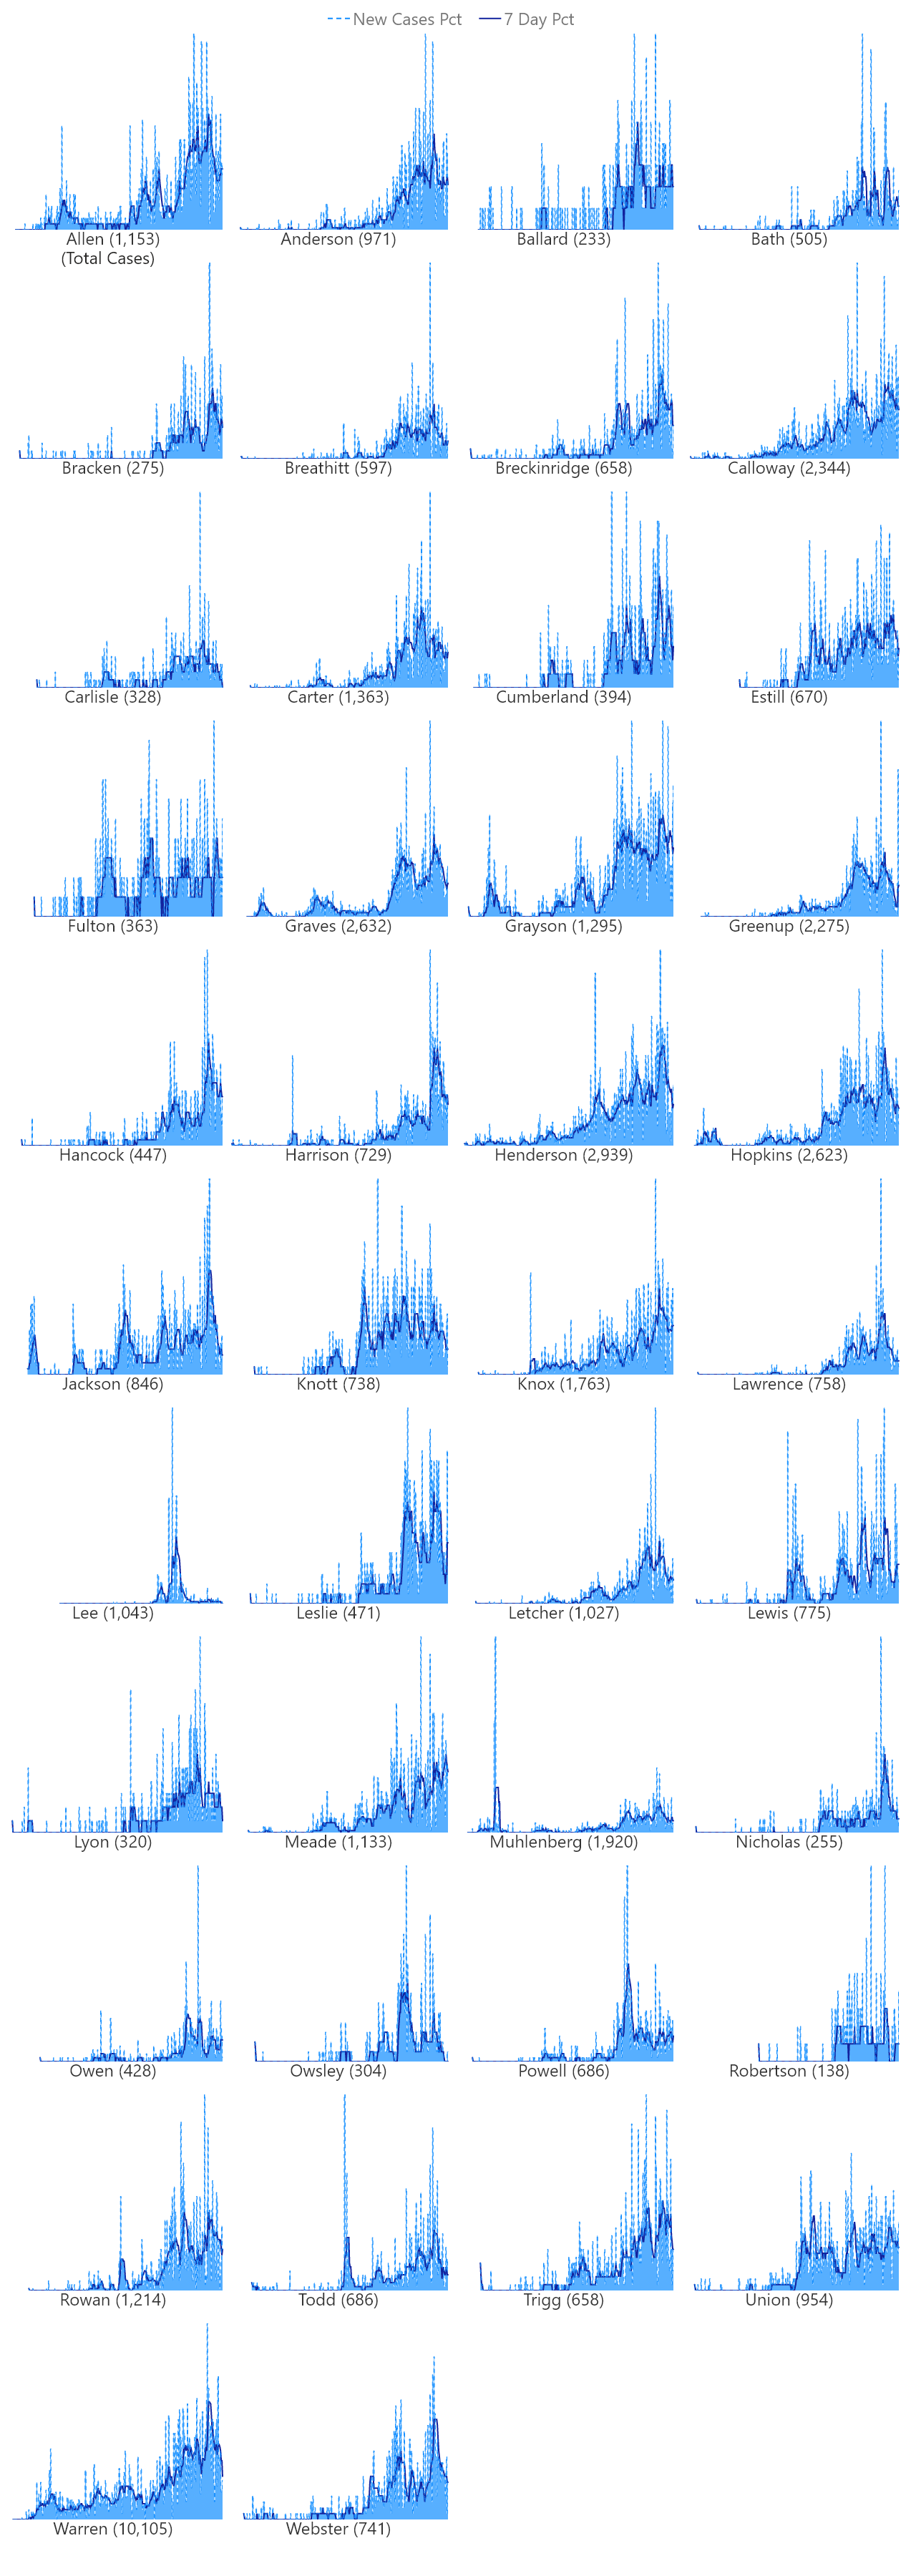 New Cases Pct 7 Day Pct
Allen (1,153) Anderson (971) Ballard (233) Bath (505)
(Total Cases)
Bracken (275) Breathitt (597) Breckinridge (658) Calloway (2,344)
Carlisle (328) Carter (1,363) Cumberland (394) Estill (670)
Fulton (363) Graves (2,632) Grayson (1,295) Greenup (2,275)
Hancock (447) Harrison (729) Henderson (2,939) Hopkins (2,623)
Jackson (846) Knott (738) Knox (1,763) Lawrence (758)
Lee (1,043) Leslie (471) Letcher (1,027) Lewis (775)
Lyon (320) Meade (1,133) Muhlenberg (1,920) Nicholas (255)
Owen (428) Owsley (304) Powell (686) Robertson (138)
Rowan (1,214) Todd (686) Trigg (658) Union (954)
Warren (10,105) Webster (741)